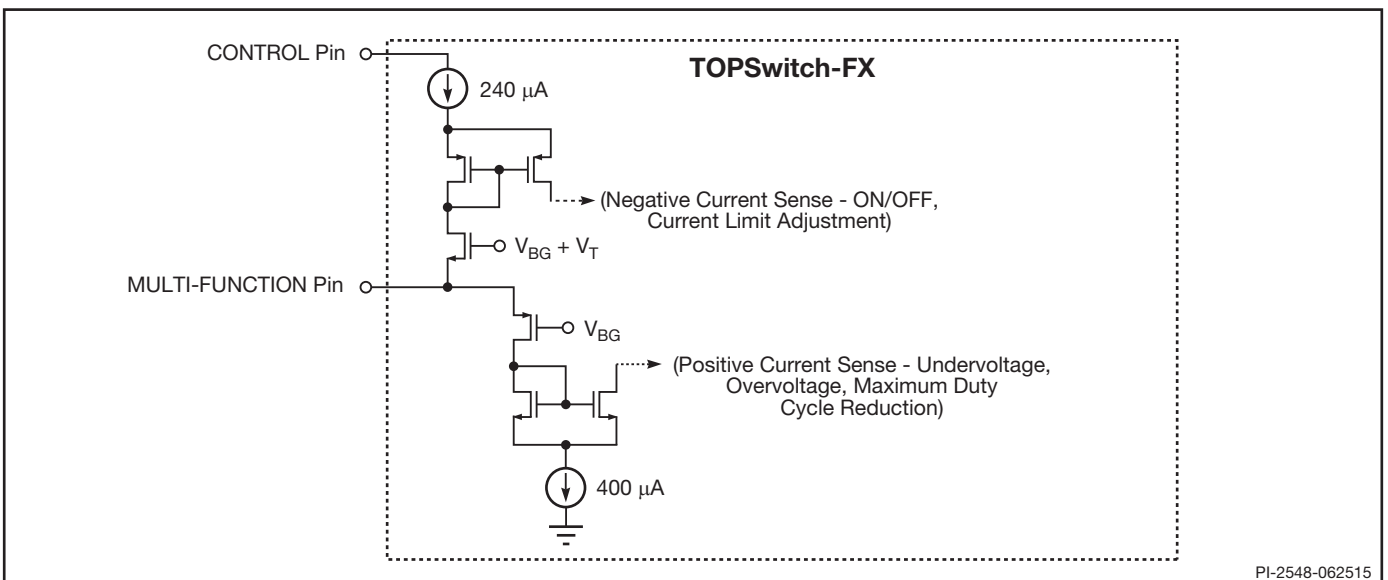 CONTROL Pin
TOPSwitch-FX
240 μA
(Negative Current Sense - ON/OFF,
Current Limit Adjustment)
V_BG + V_T
MULTI-FUNCTION Pin
V_BG
(Positive Current Sense - Undervoltage,
Overvoltage, Maximum Duty
Cycle Reduction)
400 μA
PI-2548-062515